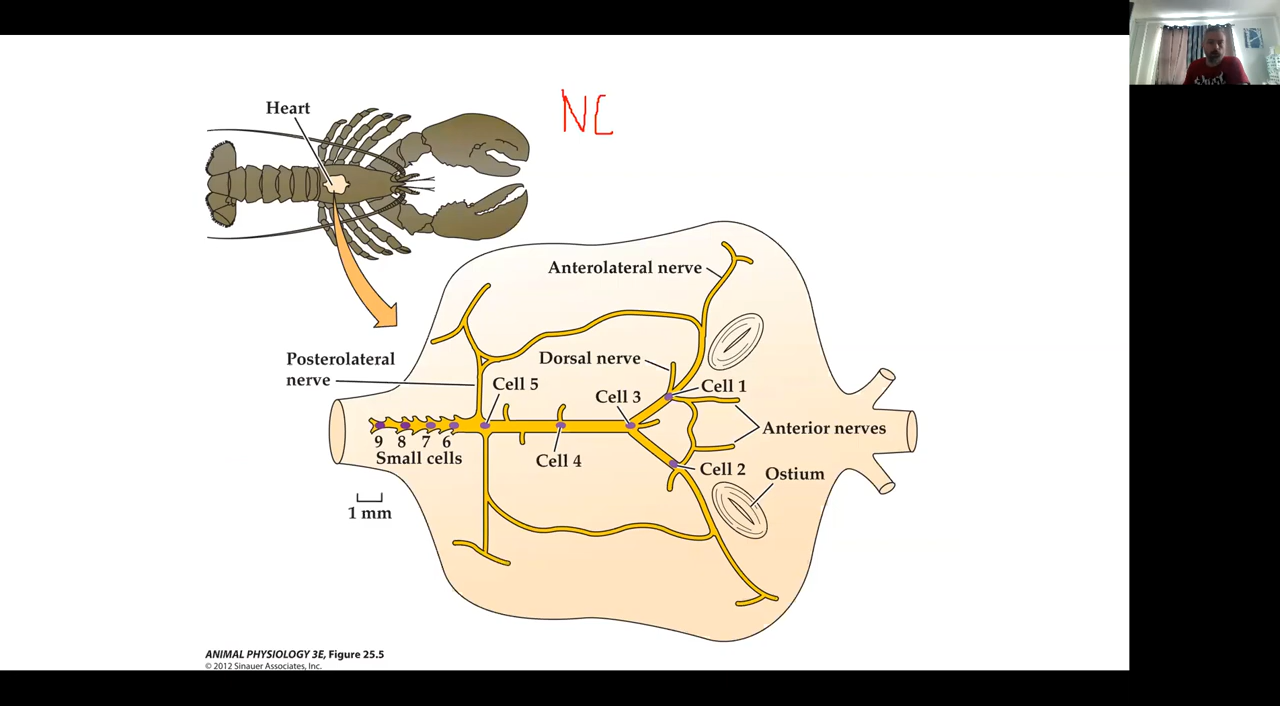 Heart
NC
Anterolateral nerve
Posterolateral
nerve
Dorsal nerve
Cell 5
Cell 3
Cell 1
9 8 7 6
Small cells
Cell 4
Anterior nerves
Cell 2
Ostium
1 mm
ANIMAL PHYSIOLOGY 3E, Figure 25.5
© 2012 Sinauer Associates, Inc.